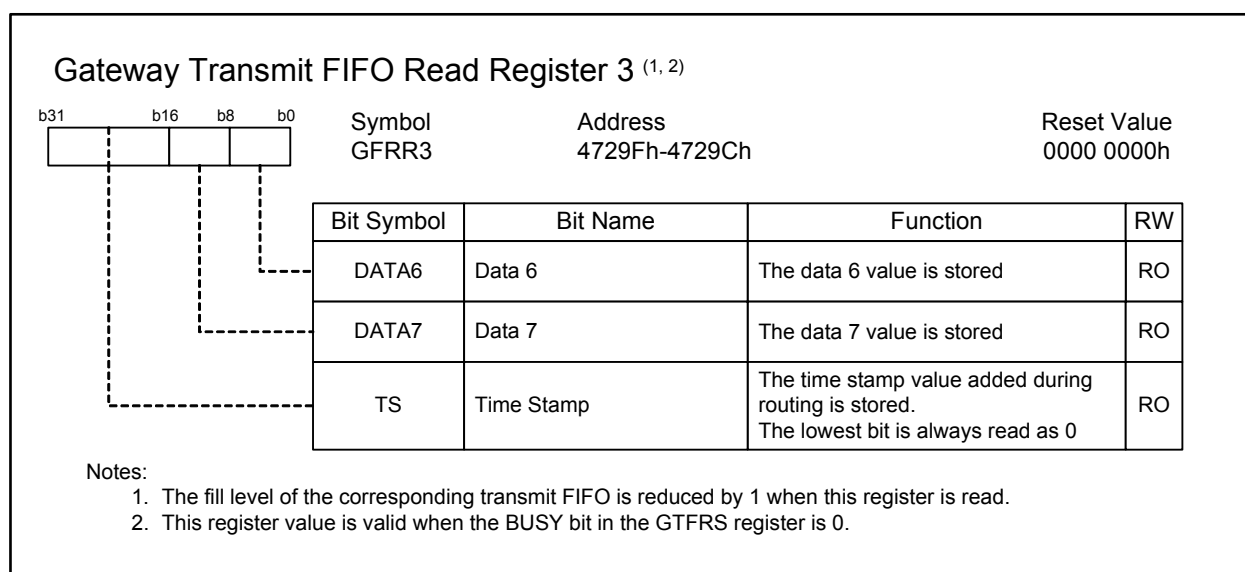 Gateway Transmit FIFO Read Register 3 (1, 2)
b31 b16 b8 b0
Symbol Address Reset Value
GFRR3 4729Fh-4729Ch 0000 0000h
Bit Symbol Bit Name Function RW
DATA6 Data 6 The data 6 value is stored RO
DATA7 Data 7 The data 7 value is stored RO
TS Time Stamp The time stamp value added during
routing is stored.
The lowest bit is always read as 0 RO
Notes:
1. The fill level of the corresponding transmit FIFO is reduced by 1 when this register is read.
2. This register value is valid when the BUSY bit in the GTFRS register is 0.